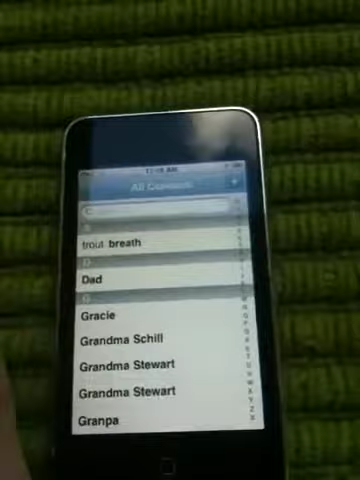 All Contacts
trout breath
D
Dad
G
Gracie
Grandma Schill
Grandma Stewart
Grandma Stewart
Granpa